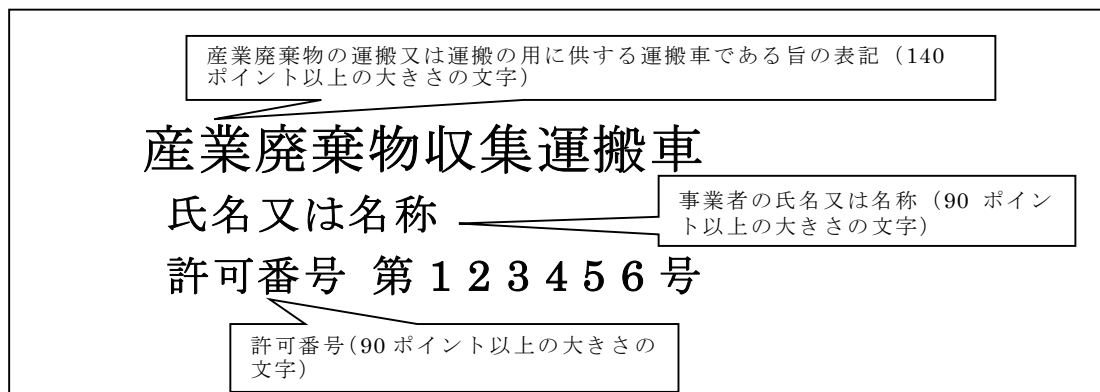 産業廃棄物の運搬又は運搬の用に供する運搬車である旨の表記（140
ポイント以上の大きさの文字）
産業廃棄物収集運搬車
氏名又は名称
事業者の氏名又は名称（90 ポイン
ト以上の大きさの文字）
許可番号 第１２３４５６号
許可番号(90 ポイント以上の大きさの
文字)